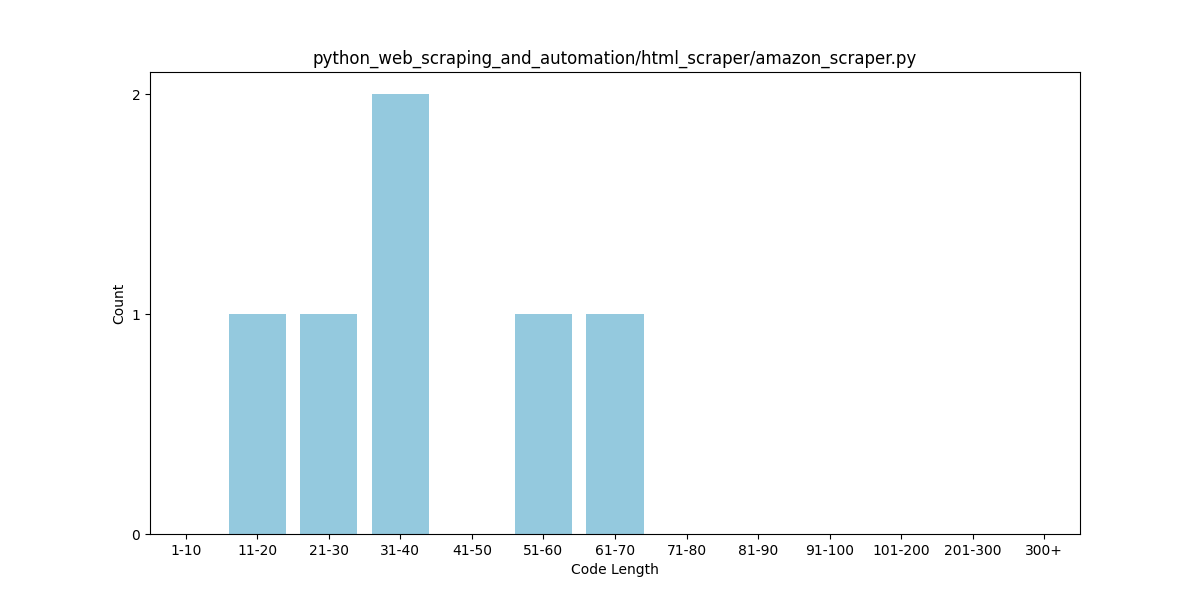 python_web_scraping_and_automation/html_scraper/amazon_scraper.py
2
1
0
Count
1-10 11-20 21-30 31-40 41-50 51-60 61-70 71-80 81-90 91-100 101-200 201-300 300+
Code Length